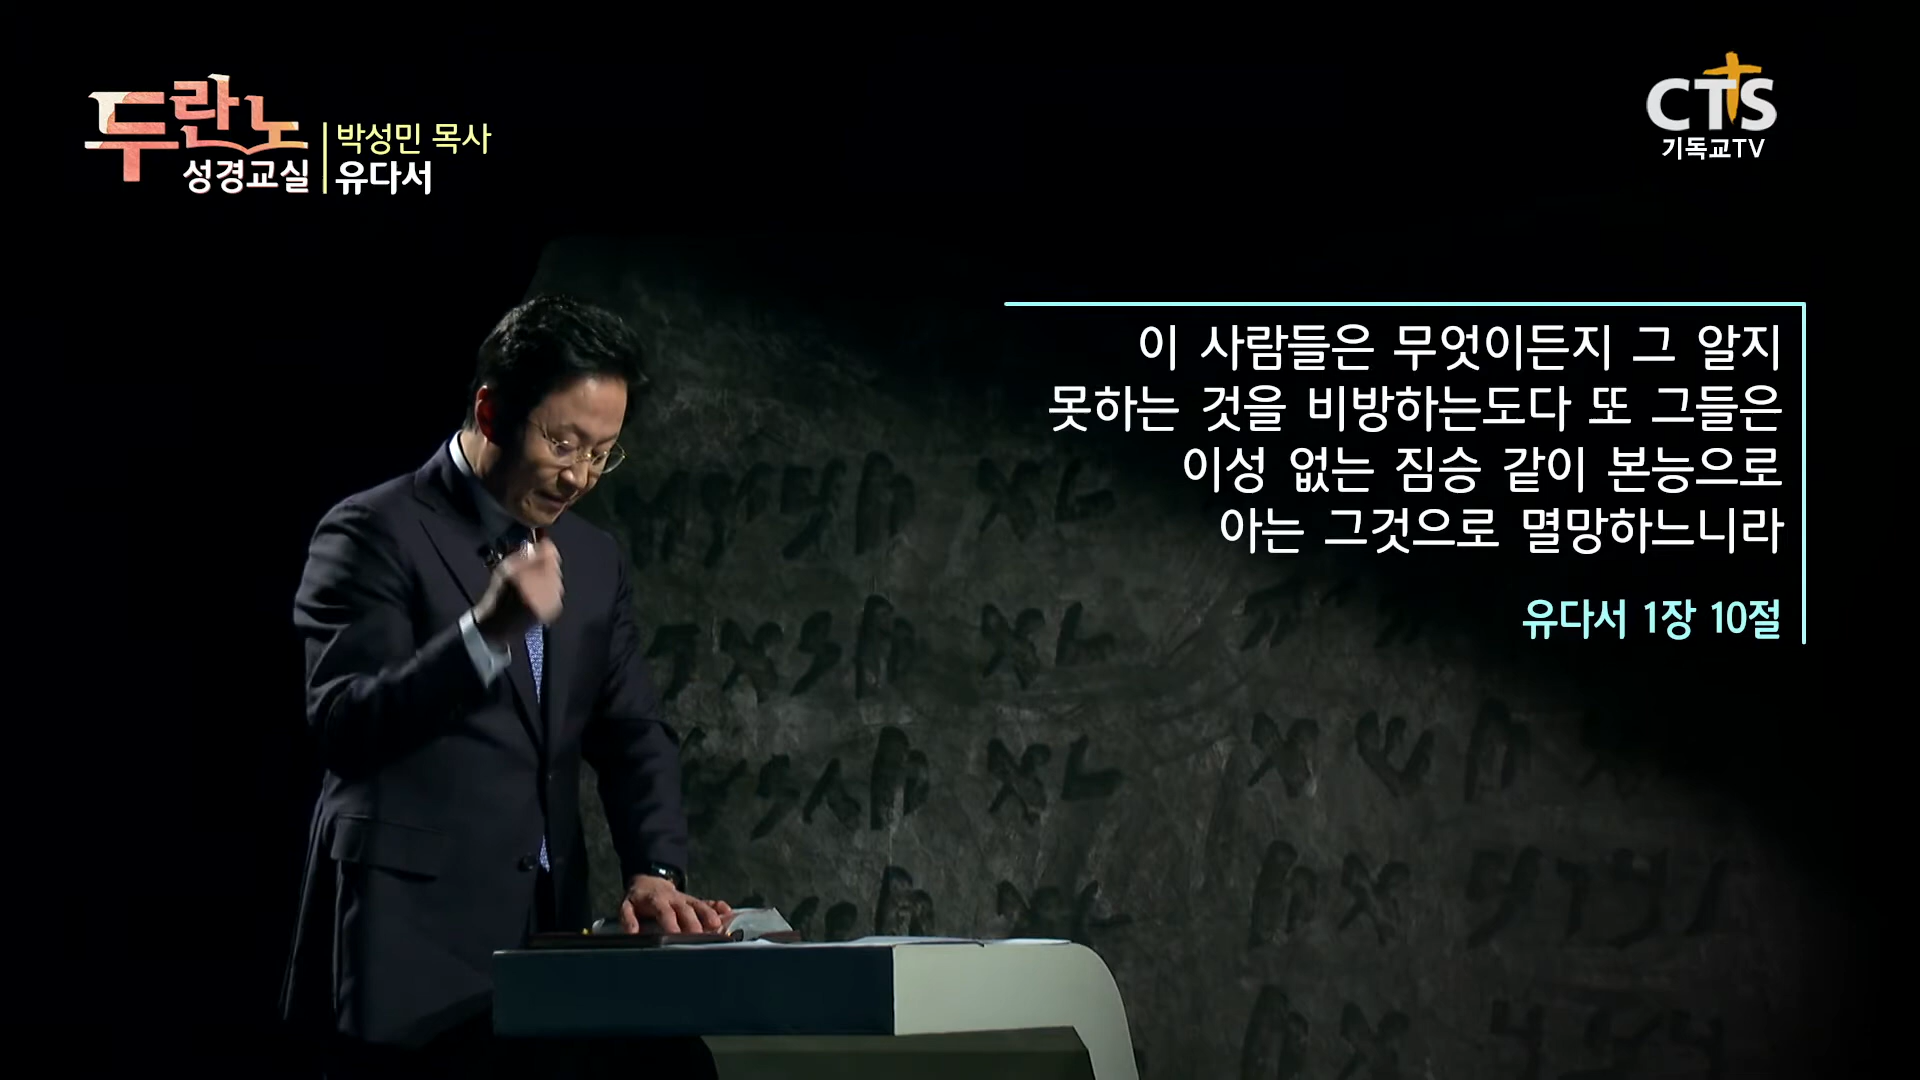 두란노
성경교실
박성민 목사
유다서
CTS
기독교TV
이 사람들은 무엇이든지 그 알지
못하는 것을 비방하는도다 또 그들은
이성 없는 짐승 같이 본능으로
아는 그것으로 멸망하느니라
유다서 1장 10절